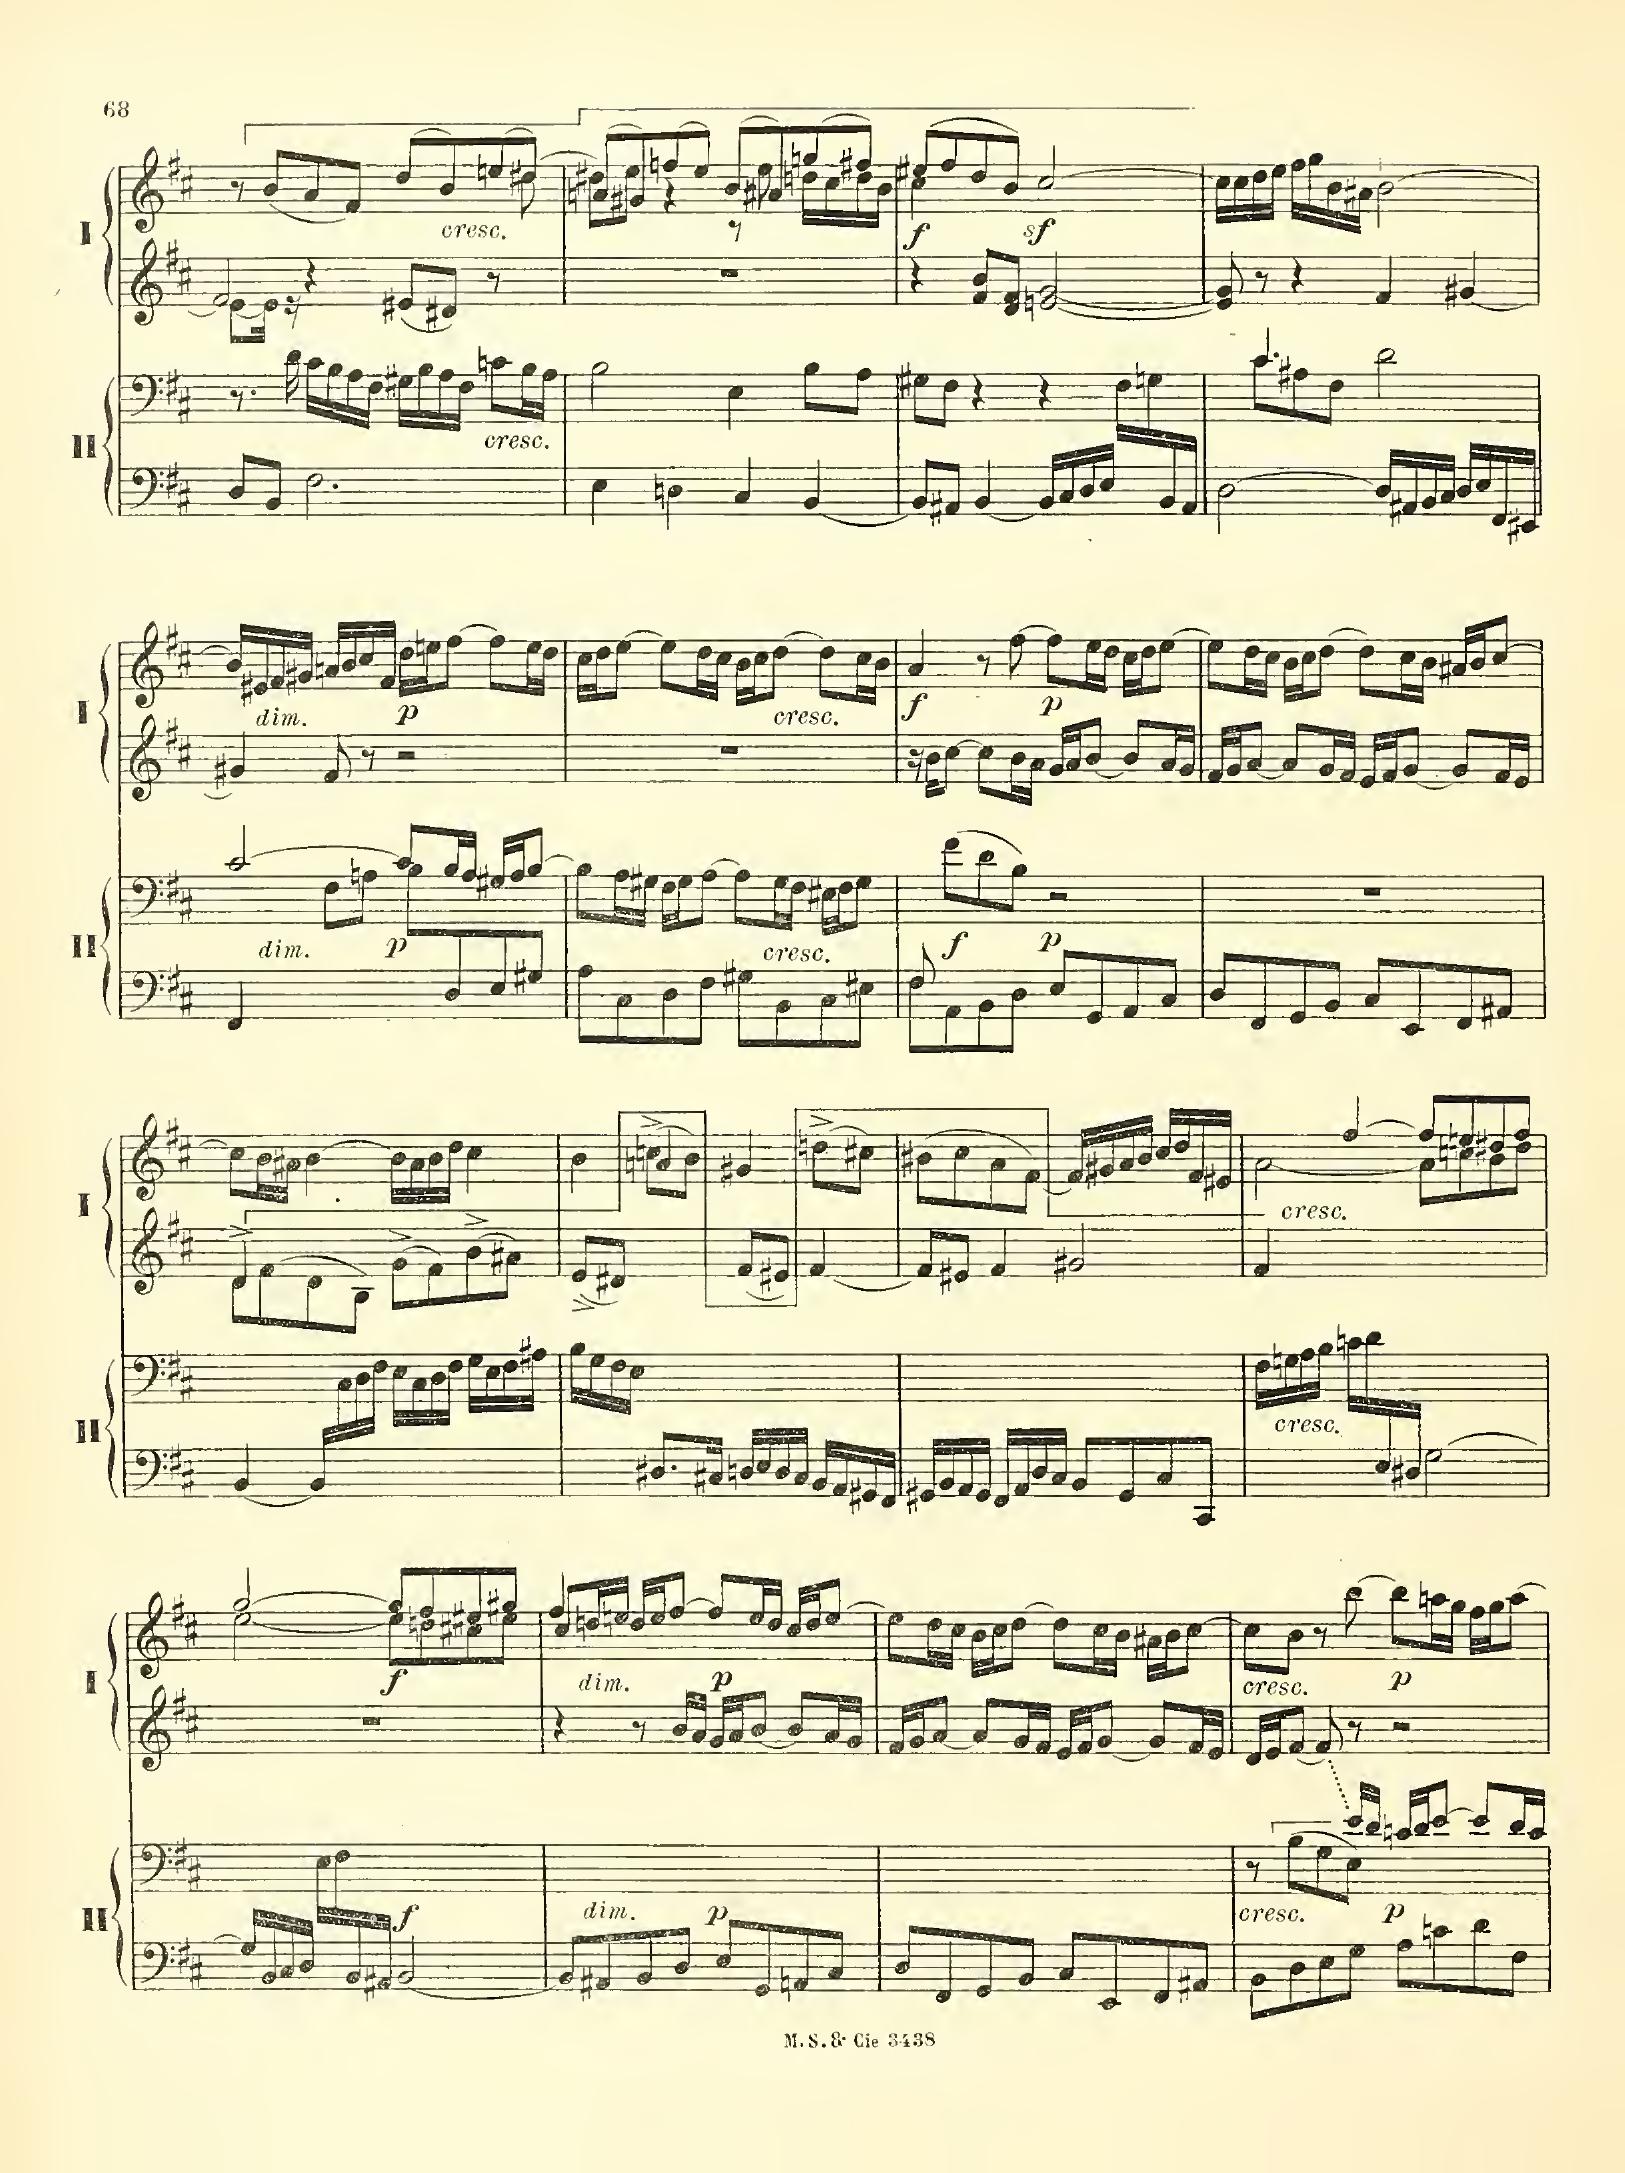 68
I
cresc.
f
sf
II
cresc.
I
dim.
p
cresc.
f
p
II
dim.
p
cresc.
f
p
I
cresc.
II
cresc.
I
f
dim.
p
cresc.
p
II
f
dim.
p
cresc.
p
M. S. & Cie 3438